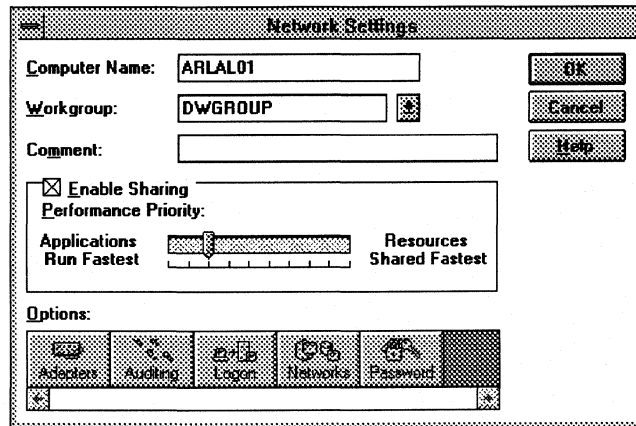 Network Settings
Computer Name: ARLAL01
OK
Workgroup: DWGROUP
Cancel
Comment:
Help
Enable Sharing
Performance Priority:
Applications Run Fastest
Resources Shared Fastest
Options:
Adapters Auditing Logon Networks Password